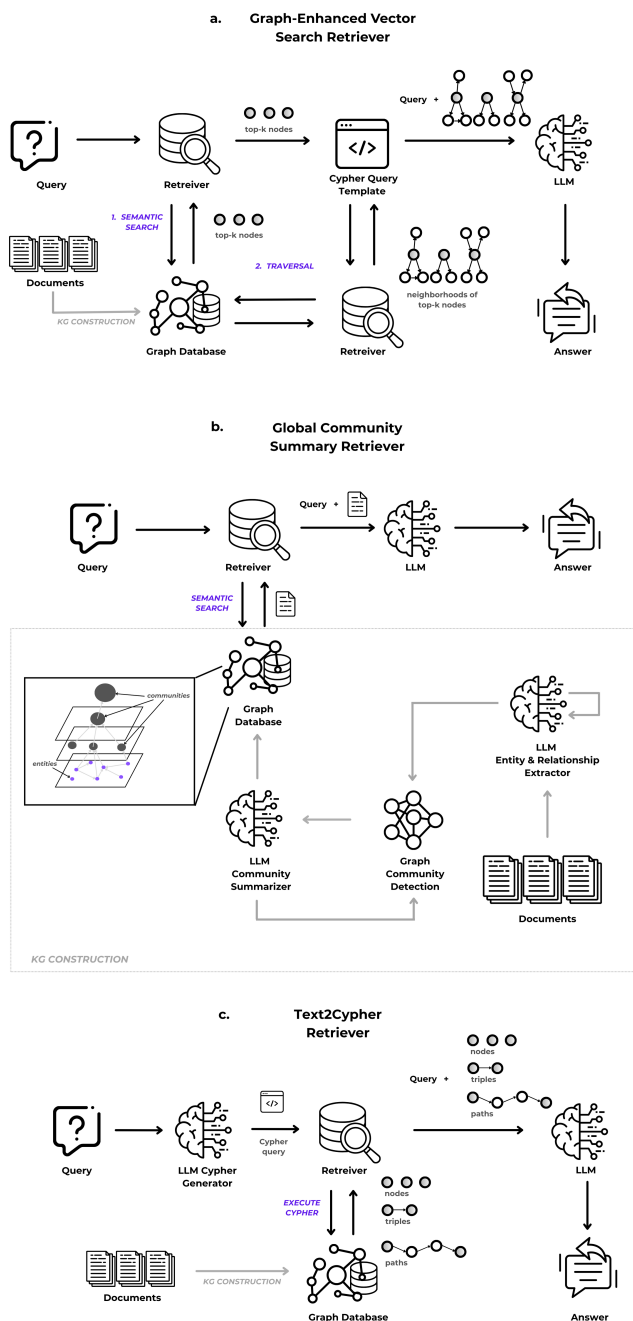 a. Graph-Enhanced Vector
Search Retriever
Query +
top-k nodes
</>
Query
Retreiver
Cypher Query
Template
LLM
1. SEMANTIC
SEARCH
top-k nodes
Documents
2. TRAVERSAL
neighborhoods of
top-k nodes
KG CONSTRUCTION
Graph Database
Retreiver
Answer
b. Global Community
Summary Retriever
Query +
Query
Retreiver
LLM
Answer
SEMANTIC
SEARCH
communities
entities
Graph
Database
LLM
Entity & Relationship
Extractor
LLM
Community
Summarizer
Graph
Community
Detection
Documents
KG CONSTRUCTION
c. Text2Cypher
Retriever
nodes
Query +
triples
paths
</>
Cypher
query
Query
LLM Cypher
Generator
Retreiver
LLM
nodes
EXECUTE
CYPHER
triples
paths
KG CONSTRUCTION
Documents
Graph Database
Answer